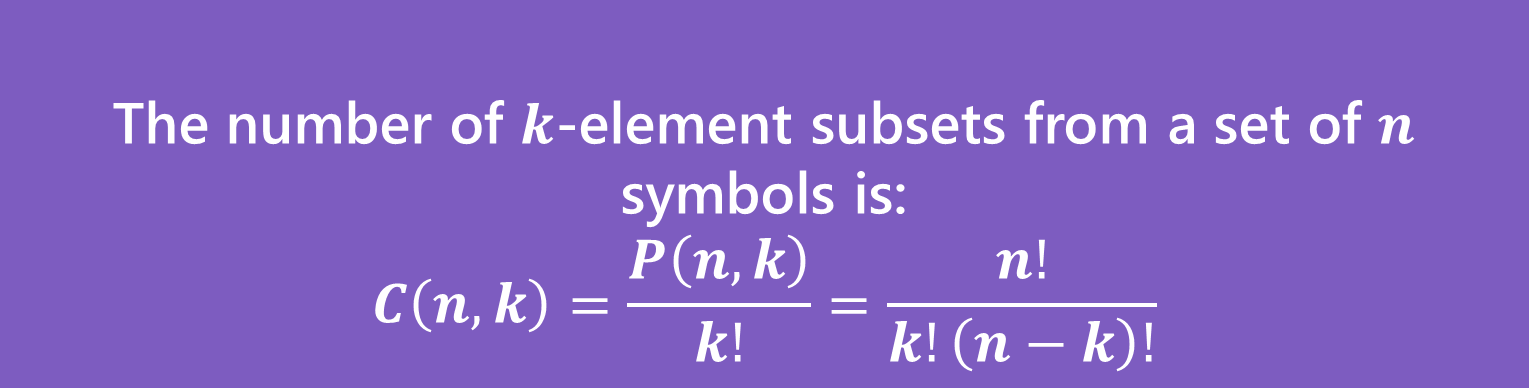 The number of k-element subsets from a set of n
symbols is:
C(n, k) = P(n, k) / k! = n! / k! (n − k)!